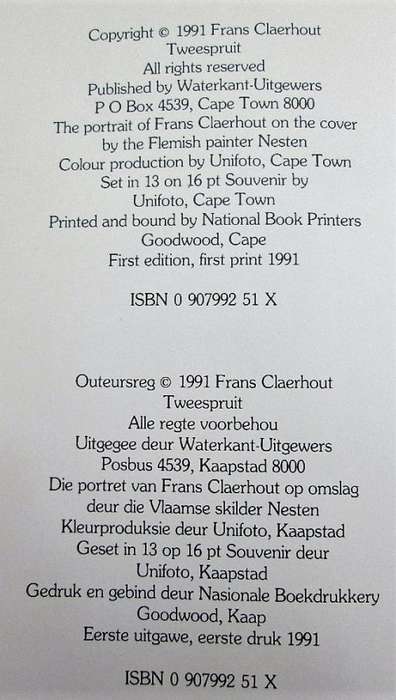 Copyright © 1991 Frans Claerhout
Tweespruit
All rights reserved
Published by Waterkant-Uitgewers
P O Box 4539, Cape Town 8000
The portrait of Frans Claerhout on the cover
by the Flemish painter Nesten
Colour production by Unifoto, Cape Town
Set in 13 on 16 pt Souvenir by
Unifoto, Cape Town
Printed and bound by National Book Printers
Goodwood, Cape
First edition, first print 1991
ISBN 0 907992 51 X
Outeursreg © 1991 Frans Claerhout
Tweespruit
Alle regte voorbehou
Uitgegee deur Waterkant-Uitgewers
Posbus 4539, Kaapstad 8000
Die portret van Frans Claerhout op omslag
deur die Vlaamse skilder Nesten
Kleurproduksie deur Unifoto, Kaapstad
Geset in 13 op 16 pt Souvenir deur
Unifoto, Kaapstad
Gedruk en gebind deur Nasionale Boekdrukkery
Goodwood, Kaap
Eerste uitgawe, eerste druk 1991
ISBN 0 907992 51 X